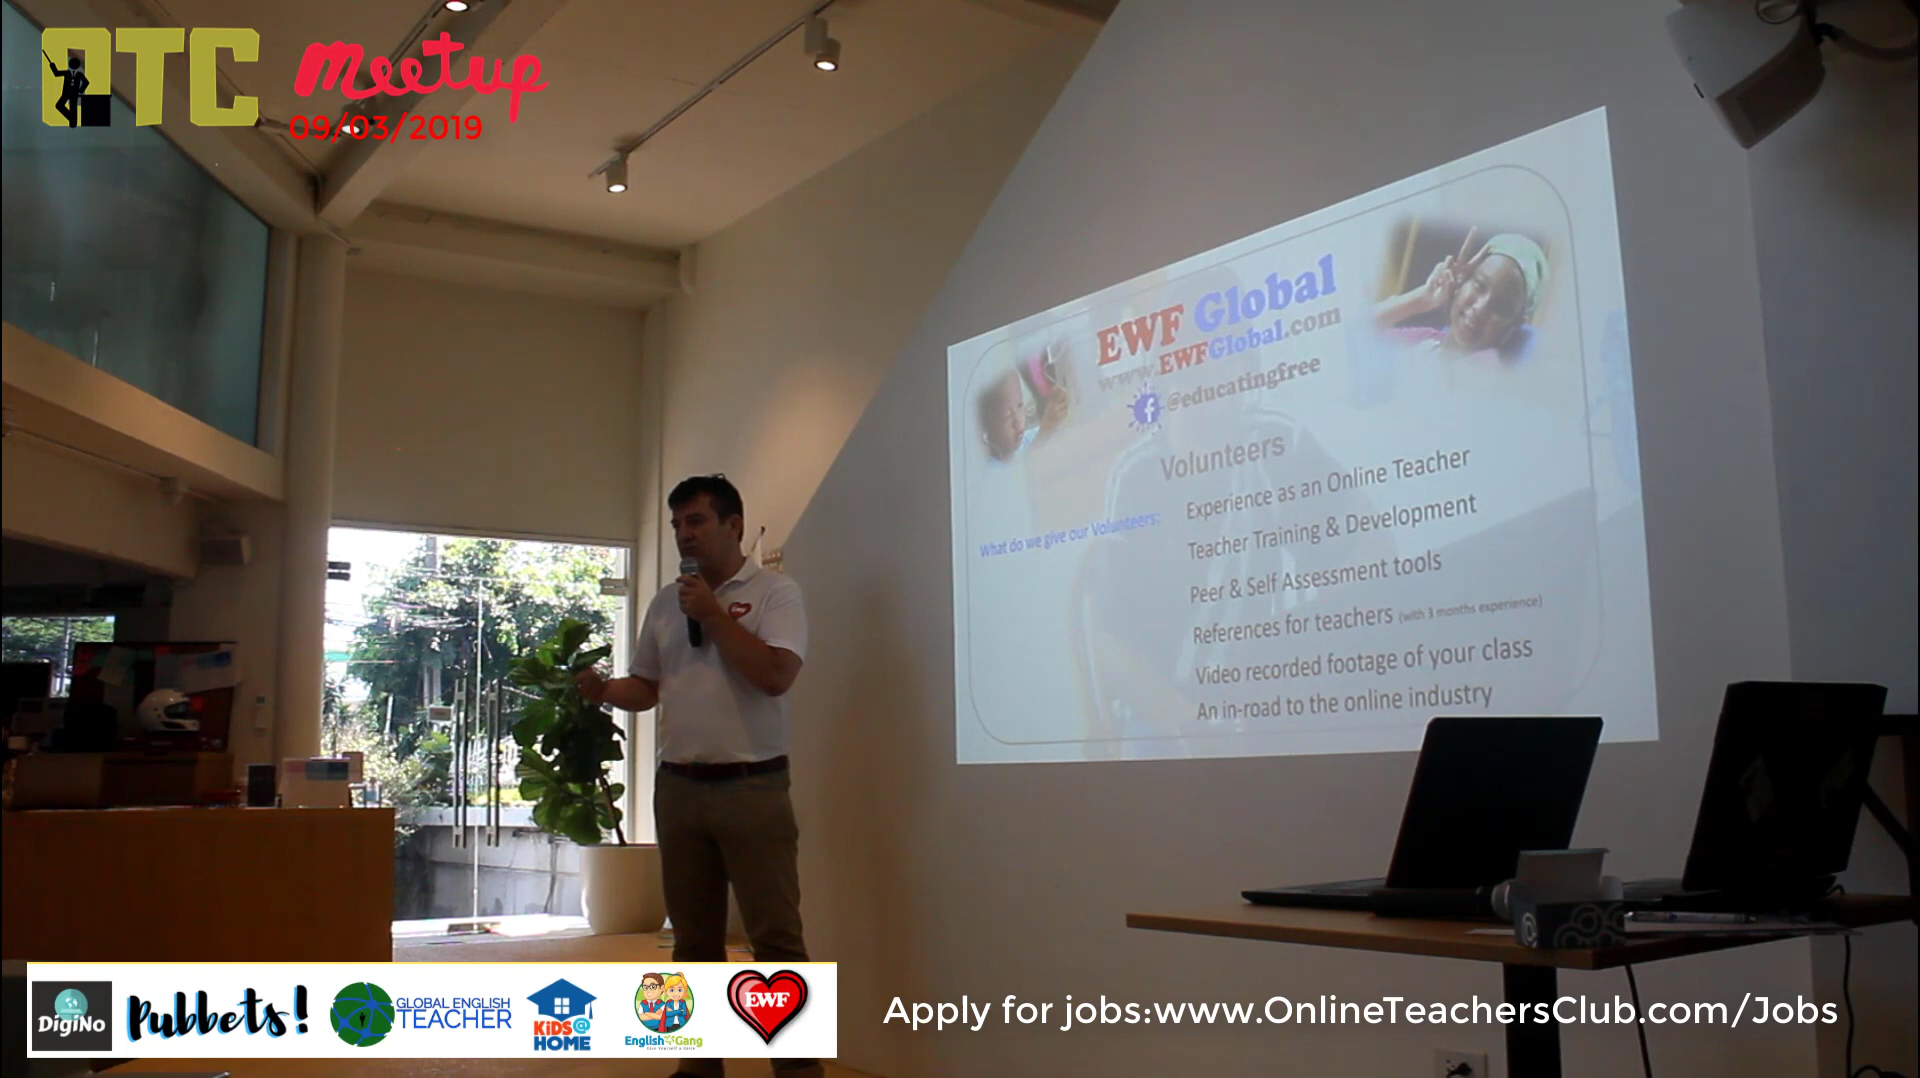 OTC meetup
09/03/2019
EWF Global
www.EWFGlobal.com
@educatingfree
Volunteers
What do we give our Volunteers:
Experience as an Online Teacher
Teacher Training & Development
Peer & Self Assessment tools
References for teachers (with 3 months experience)
Video recorded footage of your class
An in-road to the online industry
DigiNo
Pubbets!
GLOBAL ENGLISH
TEACHER
KiDS@
HOME
English Gang
EWF
Apply for jobs:www.OnlineTeachersClub.com/Jobs